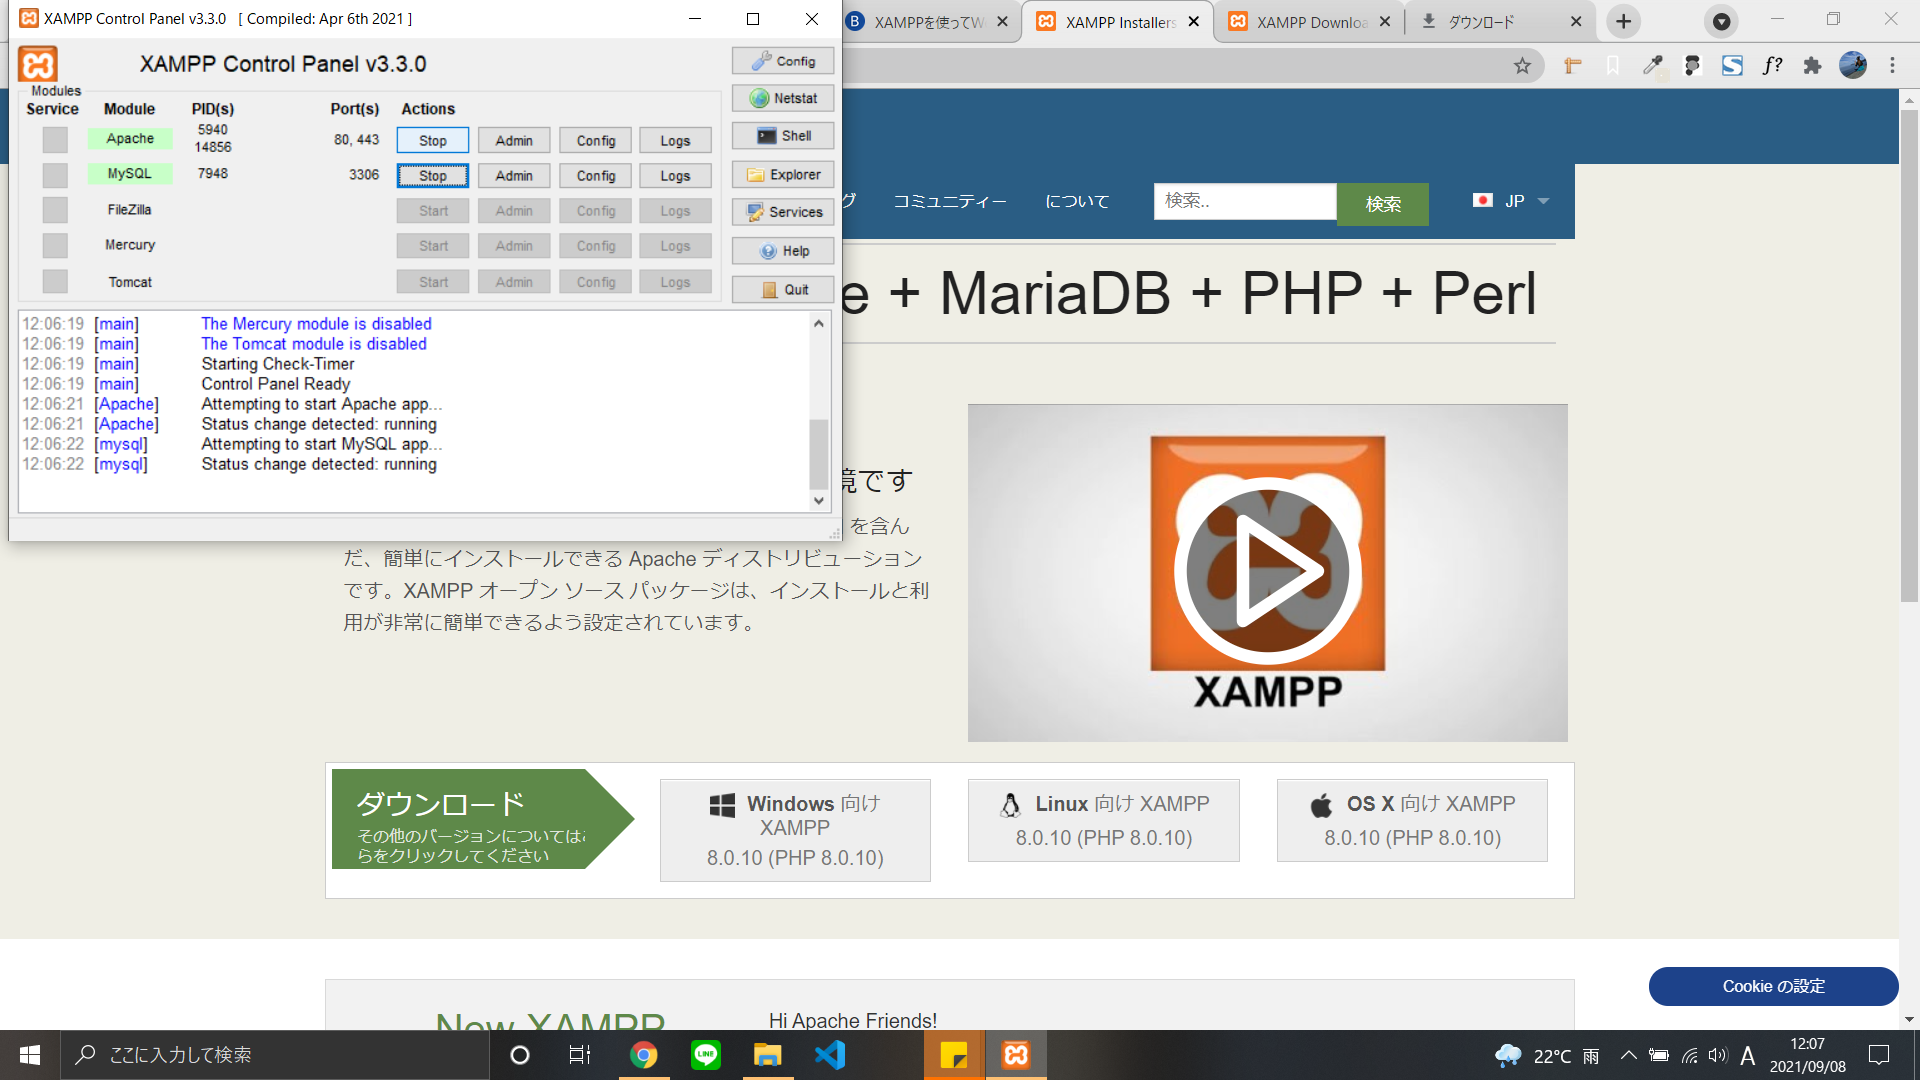 XAMPP Control Panel v3.3.0 [ Compiled: Apr 6th 2021 ]
XAMPPを使ってW
XAMPP Installers
XAMPP Downloa
ダウンロード
XAMPP Control Panel v3.3.0
Config
Modules
Service Module PID(s) Port(s) Actions
Netstat
Apache 5940 14856 80, 443 Stop Admin Config Logs
Shell
MySQL 7948 3306 Stop Admin Config Logs
Explorer
FileZilla Start Admin Config Logs
Services
Mercury Start Admin Config Logs
Help
Tomcat Start Admin Config Logs
Quit
12:06:19 [main] The Mercury module is disabled
12:06:19 [main] The Tomcat module is disabled
12:06:19 [main] Starting Check-Timer
12:06:19 [main] Control Panel Ready
12:06:21 [Apache] Attempting to start Apache app...
12:06:21 [Apache] Status change detected: running
12:06:22 [mysql] Attempting to start MySQL app...
12:06:22 [mysql] Status change detected: running
グ コミュニティー について 検索.. 検索 JP
e + MariaDB + PHP + Perl
境です
を含ん
だ、簡単にインストールできる Apache ディストリビューション
です。XAMPP オープン ソース パッケージは、インストールと利
用が非常に簡単できるよう設定されています。
XAMPP
ダウンロード
その他のバージョンについてはこ
らをクリックしてください
Windows 向け
XAMPP
8.0.10 (PHP 8.0.10)
Linux 向け XAMPP
8.0.10 (PHP 8.0.10)
OS X 向け XAMPP
8.0.10 (PHP 8.0.10)
Cookie の設定
New XAMPP
Hi Apache Friends!
ここに入力して検索
LINE
22°C 雨
A
12:07
2021/09/08